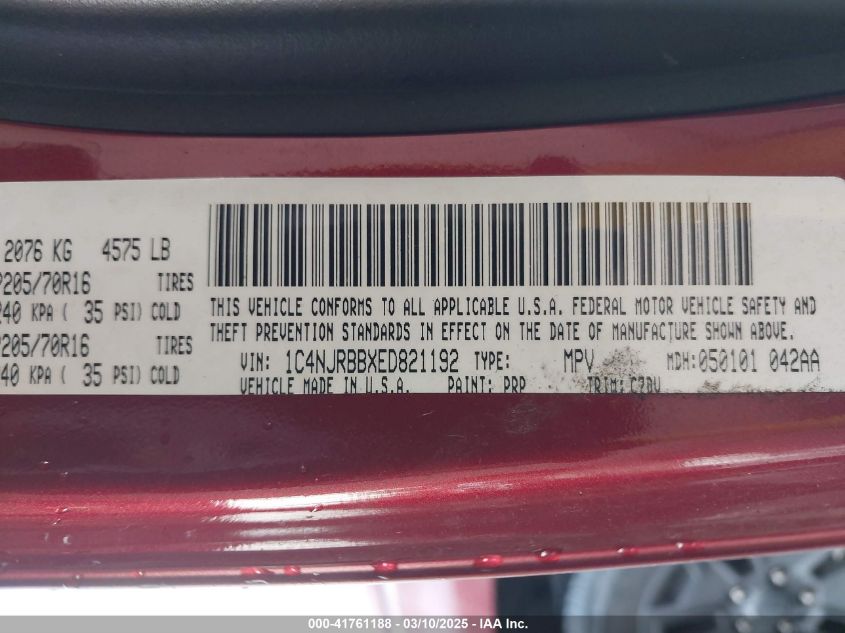 2076 KG 4575 LB
P205/70R16 TIRES
240 KPA ( 35 PSI) COLD
P205/70R16 TIRES
40 KPA ( 35 PSI) COLD
THIS VEHICLE CONFORMS TO ALL APPLICABLE U.S.A. FEDERAL MOTOR VEHICLE SAFETY AND
THEFT PREVENTION STANDARDS IN EFFECT ON THE DATE OF MANUFACTURE SHOWN ABOVE.
VIN: 1C4NJRBBXED821192 TYPE: MPV MDH:050101 042AA
VEHICLE MADE IN U.S.A. PAINT: PRP TRIM: C7DV
000-41761188 - 03/10/2025 - IAA Inc.